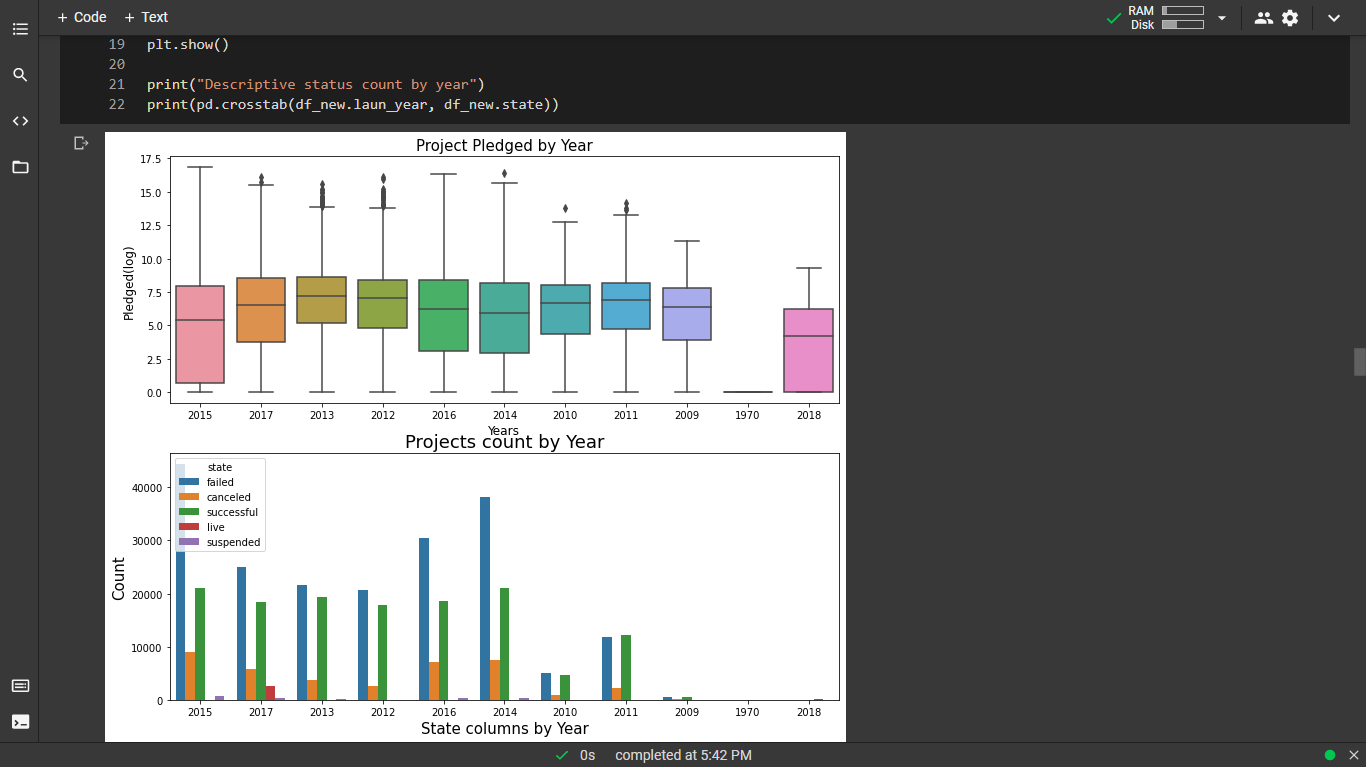 + Code + Text
RAM
Disk
19 plt.show()
20
21 print("Descriptive status count by year")
22 print(pd.crosstab(df_new.laun_year, df_new.state))
Project Pledged by Year
17.5
15.0
12.5
10.0
7.5
5.0
2.5
0.0
Pledged(log)
2015 2017 2013 2012 2016 2014 2010 2011 2009 1970 2018
Years
Projects count by Year
state
failed
canceled
successful
live
suspended
40000
30000
20000
10000
0
Count
2015 2017 2013 2012 2016 2014 2010 2011 2009 1970 2018
State columns by Year
0s completed at 5:42 PM